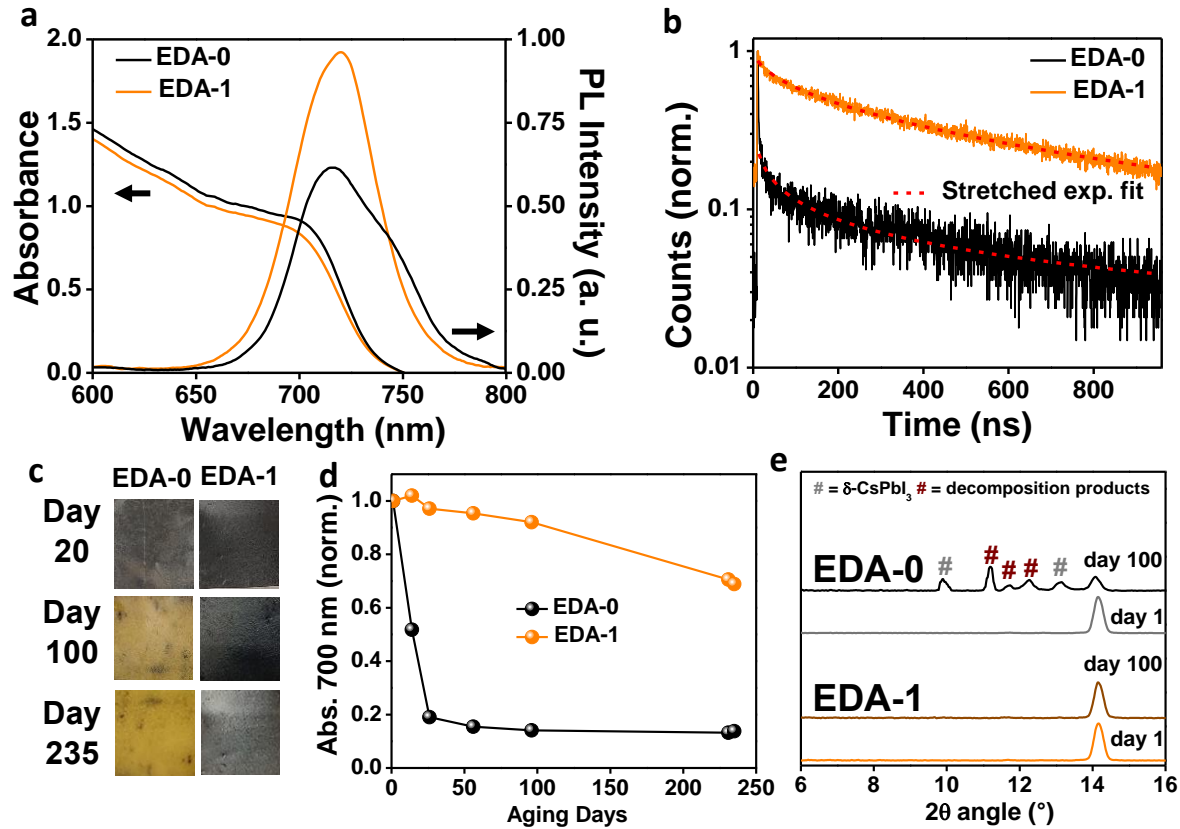 a
2.0
1.5
1.0
0.5
0.0
Absorbance
EDA-0
EDA-1
1.00
0.75
0.50
0.25
0.00
PL Intensity (a. u.)
600
650
700
750
800
Wavelength (nm)
b
1
0.1
0.01
Counts (norm.)
EDA-0
EDA-1
Stretched exp. fit
0
200
400
600
800
Time (ns)
c
EDA-0 EDA-1
Day
20
Day
100
Day
235
d
1.0
0.8
0.6
0.4
0.2
0.0
Abs. 700 nm (norm.)
EDA-0
EDA-1
0
50
100
150
200
250
Aging Days
e
# = δ-CsPbI3 # = decomposition products
# # # # #
EDA-0
day 100
day 1
EDA-1
day 100
day 1
6
8
10
12
14
16
2θ angle (°)